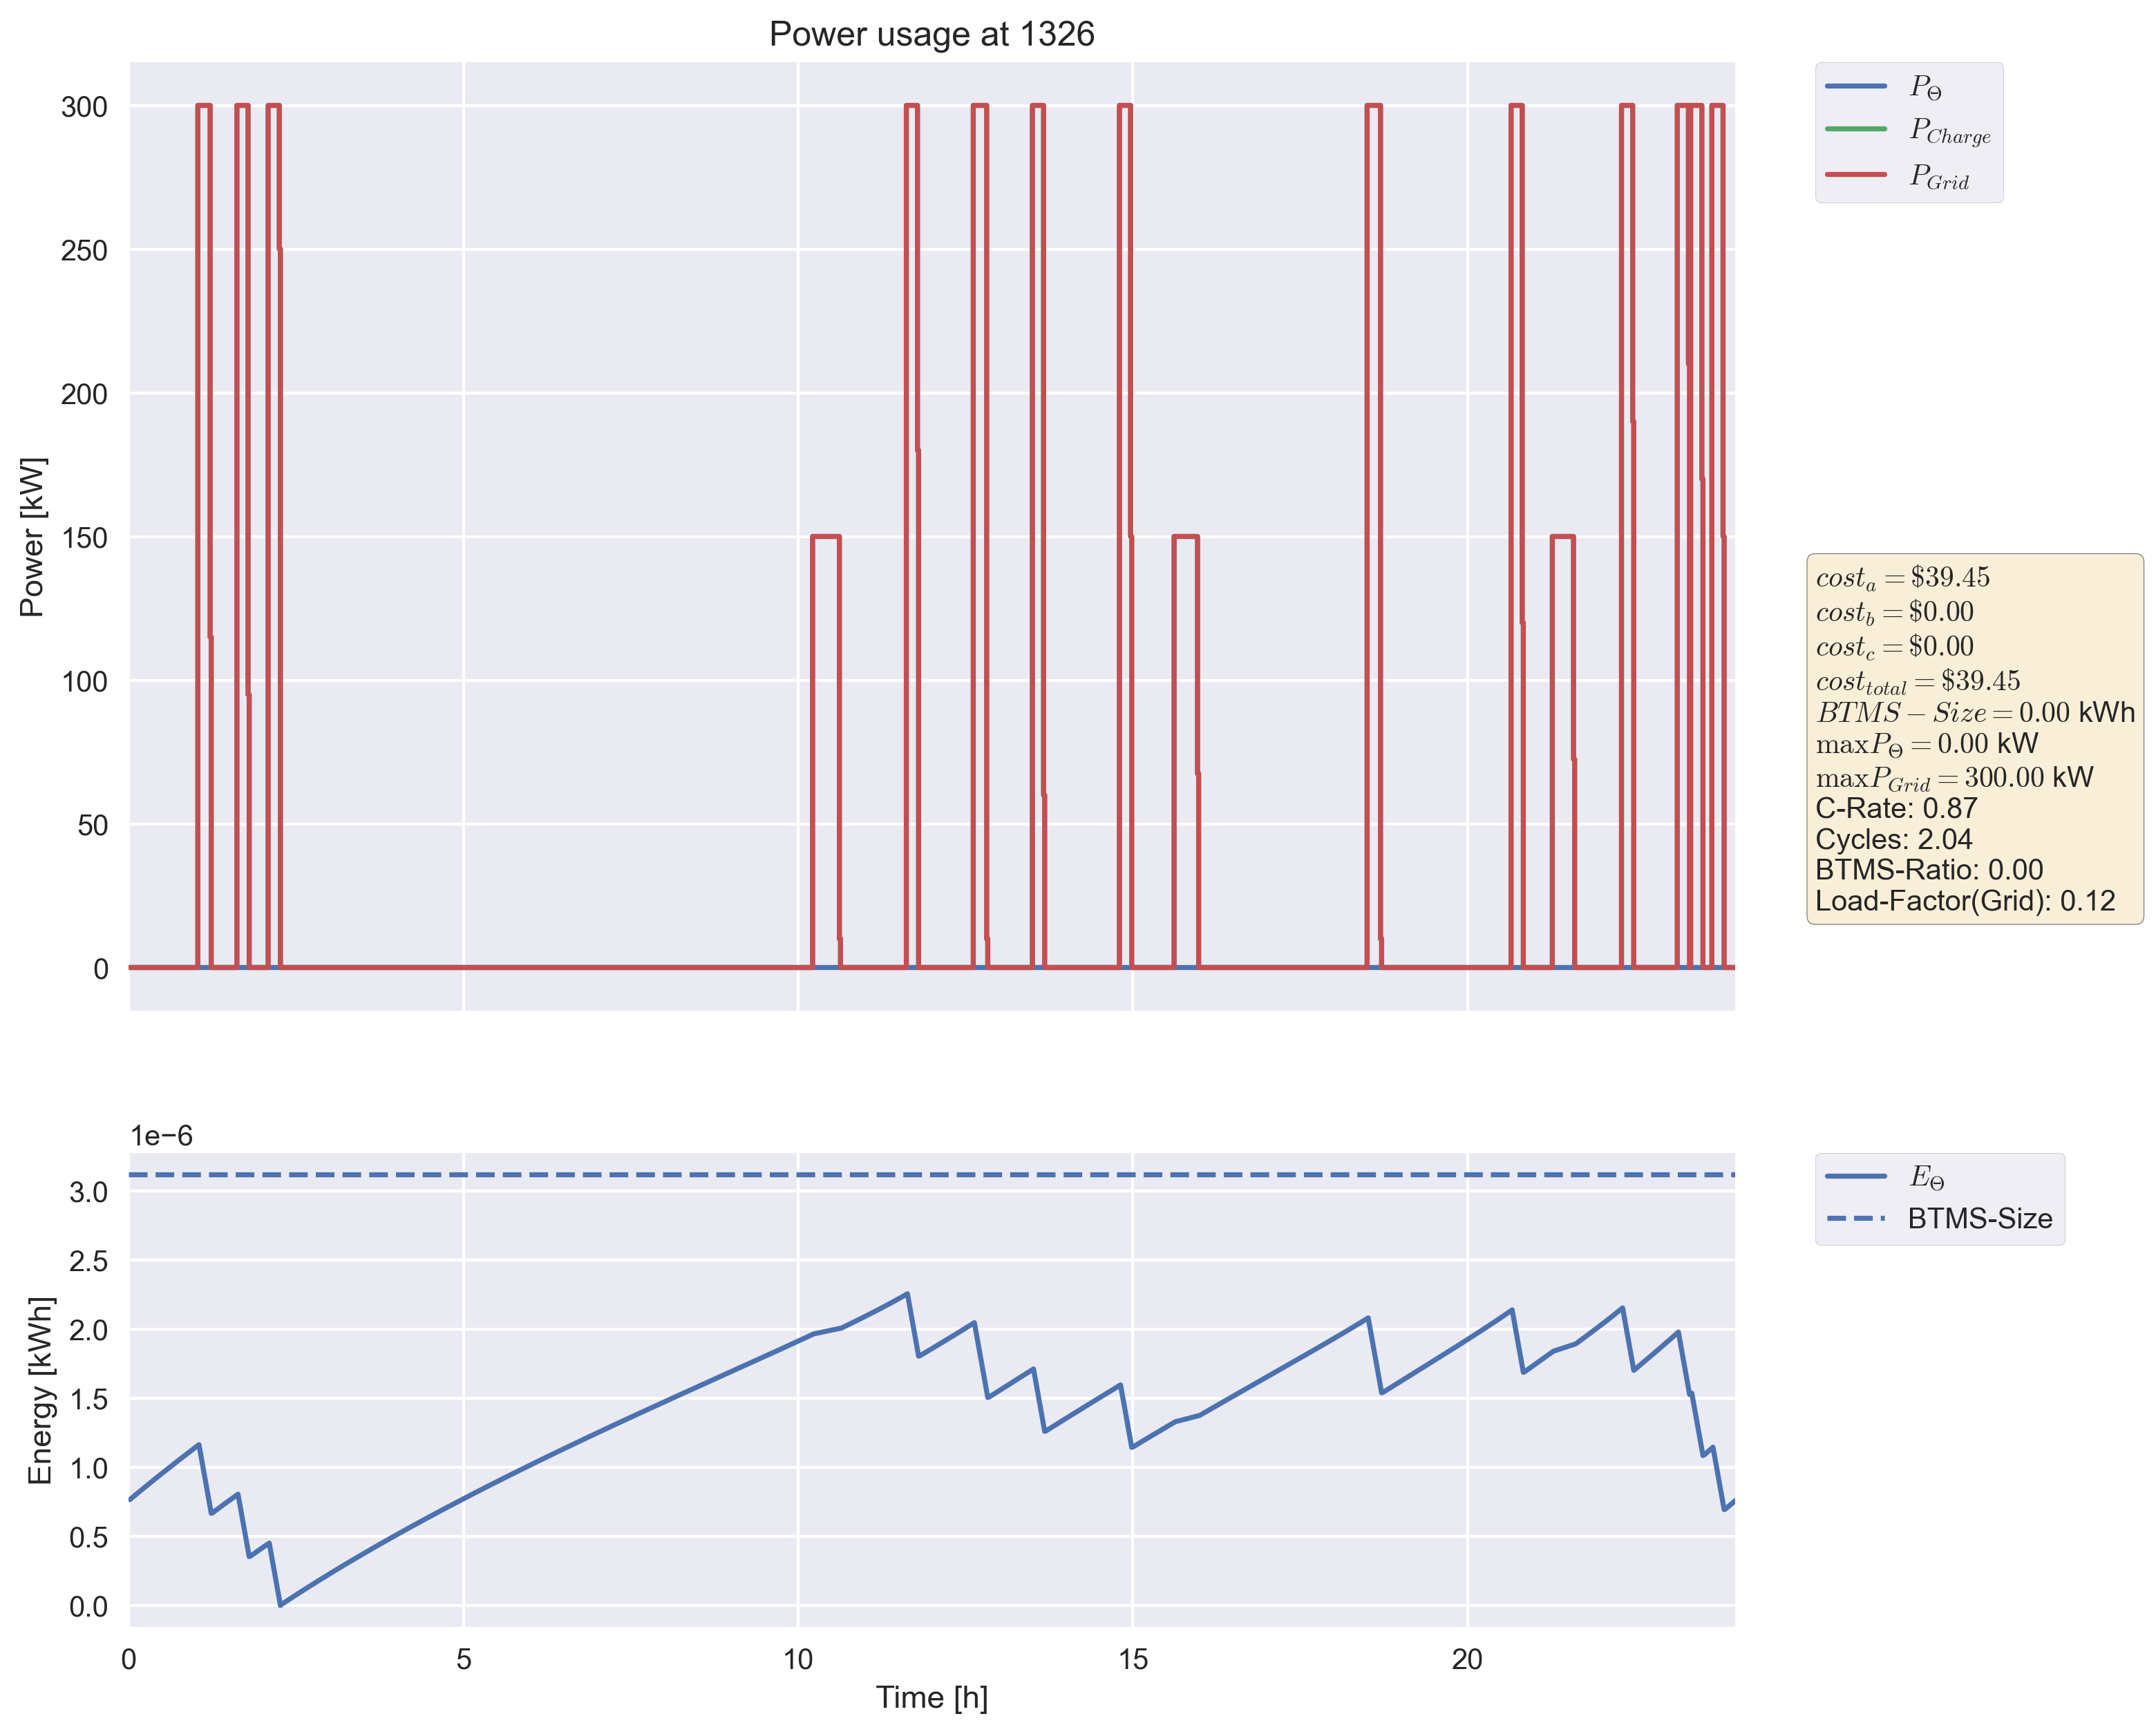 Power usage at 1326
300
250
200
150
100
50
0
Power [kW]
P_Θ
P_Charge
P_Grid
cost_a = $39.45
cost_b = $0.00
cost_c = $0.00
cost_total = $39.45
BTMS − Size = 0.00 kWh
maxP_Θ = 0.00 kW
maxP_Grid = 300.00 kW
C-Rate: 0.87
Cycles: 2.04
BTMS-Ratio: 0.00
Load-Factor(Grid): 0.12
1e−6
3.0
2.5
2.0
1.5
1.0
0.5
0.0
Energy [kWh]
0 5 10 15 20
Time [h]
E_Θ
BTMS-Size